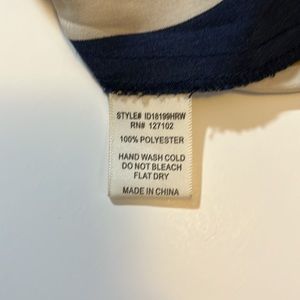 STYLE# ID18199HRW
RN# 127102
100% POLYESTER
HAND WASH COLD
DO NOT BLEACH
FLAT DRY
MADE IN CHINA